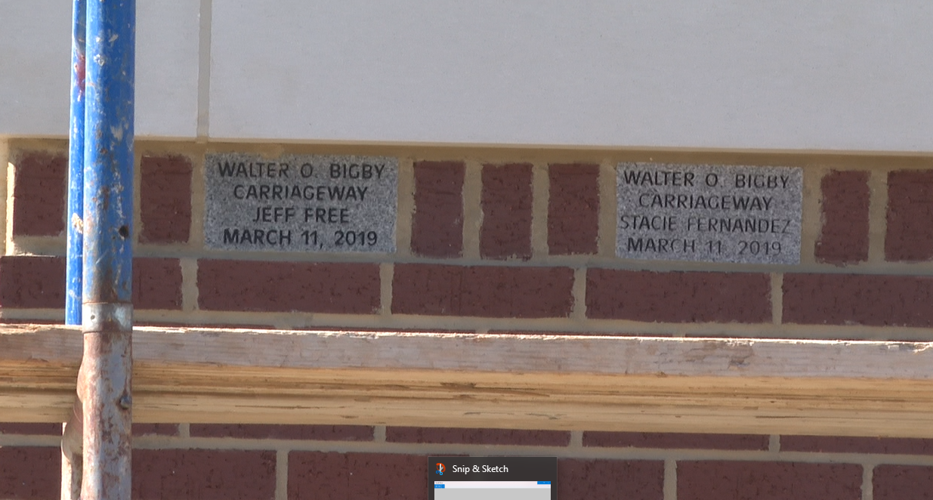 WALTER O. BIGBY
CARRIAGEWAY
JEFF FREE
MARCH 11, 2019
WALTER O. BIGBY
CARRIAGEWAY
STACIE FERNANDEZ
MARCH 11, 2019
Snip & Sketch